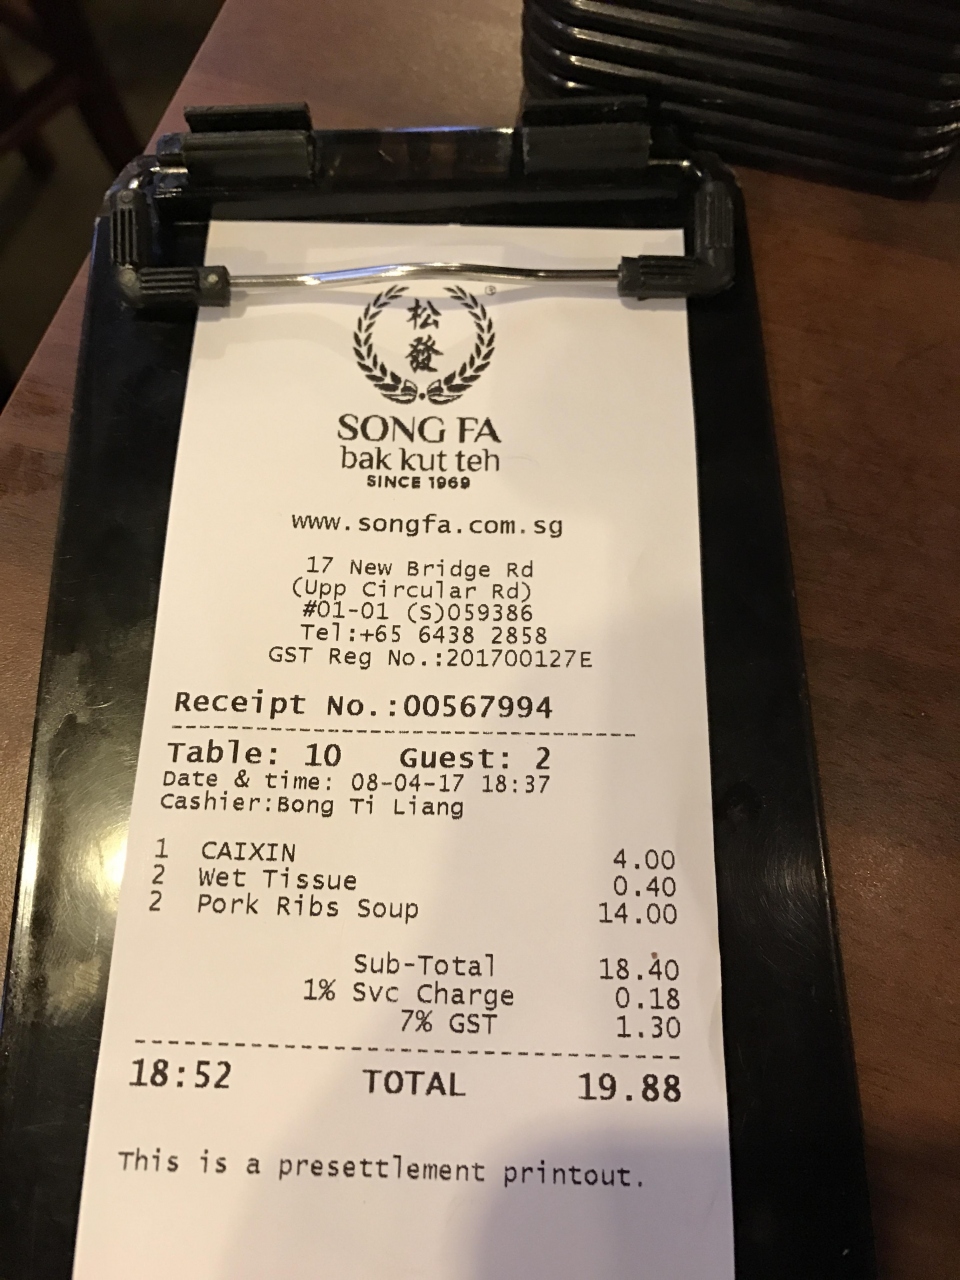 松
發
SONG FA
bak kut teh
SINCE 1969
www.songfa.com.sg
17 New Bridge Rd
(Upp Circular Rd)
#01-01 (S)059386
Tel:+65 6438 2858
GST Reg No.:201700127E
Receipt No.:00567994
Table: 10 Guest: 2
Date & time: 08-04-17 18:37
Cashier:Bong Ti Liang
1 CAIXIN 4.00
2 Wet Tissue 0.40
2 Pork Ribs Soup 14.00
Sub-Total 18.40
1% Svc Charge 0.18
7% GST 1.30
18:52 TOTAL 19.88
This is a presettlement printout.